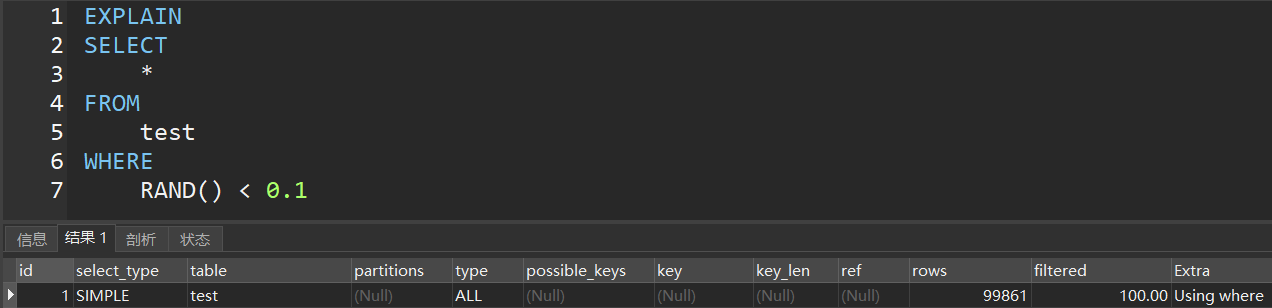 1 EXPLAIN
2 SELECT
3 *
4 FROM
5 test
6 WHERE
7 RAND() < 0.1
信息 结果 1 剖析 状态
id select_type table partitions type possible_keys key key_len ref rows filtered Extra
1 SIMPLE test (Null) ALL (Null) (Null) (Null) (Null) 99861 100.00 Using where